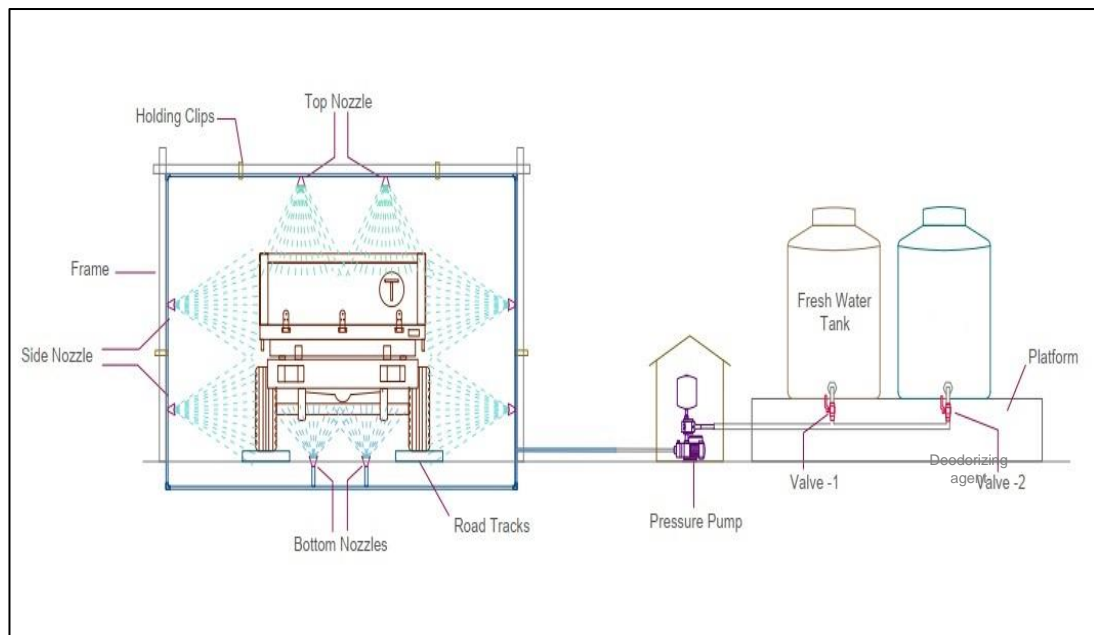 Top Nozzle
Holding Clips
Frame
Side Nozzle
T
Fresh Water
Tank
Platform
Deodorizing
agent
Valve -1
Valve -2
Pressure Pump
Road Tracks
Bottom Nozzles